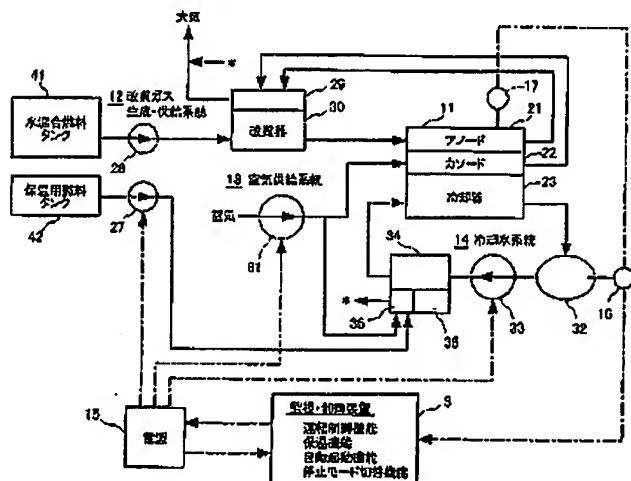 大気
41
水混合燃料
タンク
12 改質ガス
生成・供給系統
28
29
30
改質器
11
21
17
アノード
カソード
22
冷却器
23
保温用燃料
タンク
42
27
13 空気供給系統
空気
31
34
14 冷却水系統
35
36
33
32
16
15
電源
9
監視・制御装置
運転制御機能
保温機能
自動起動機能
停止モード切替機能